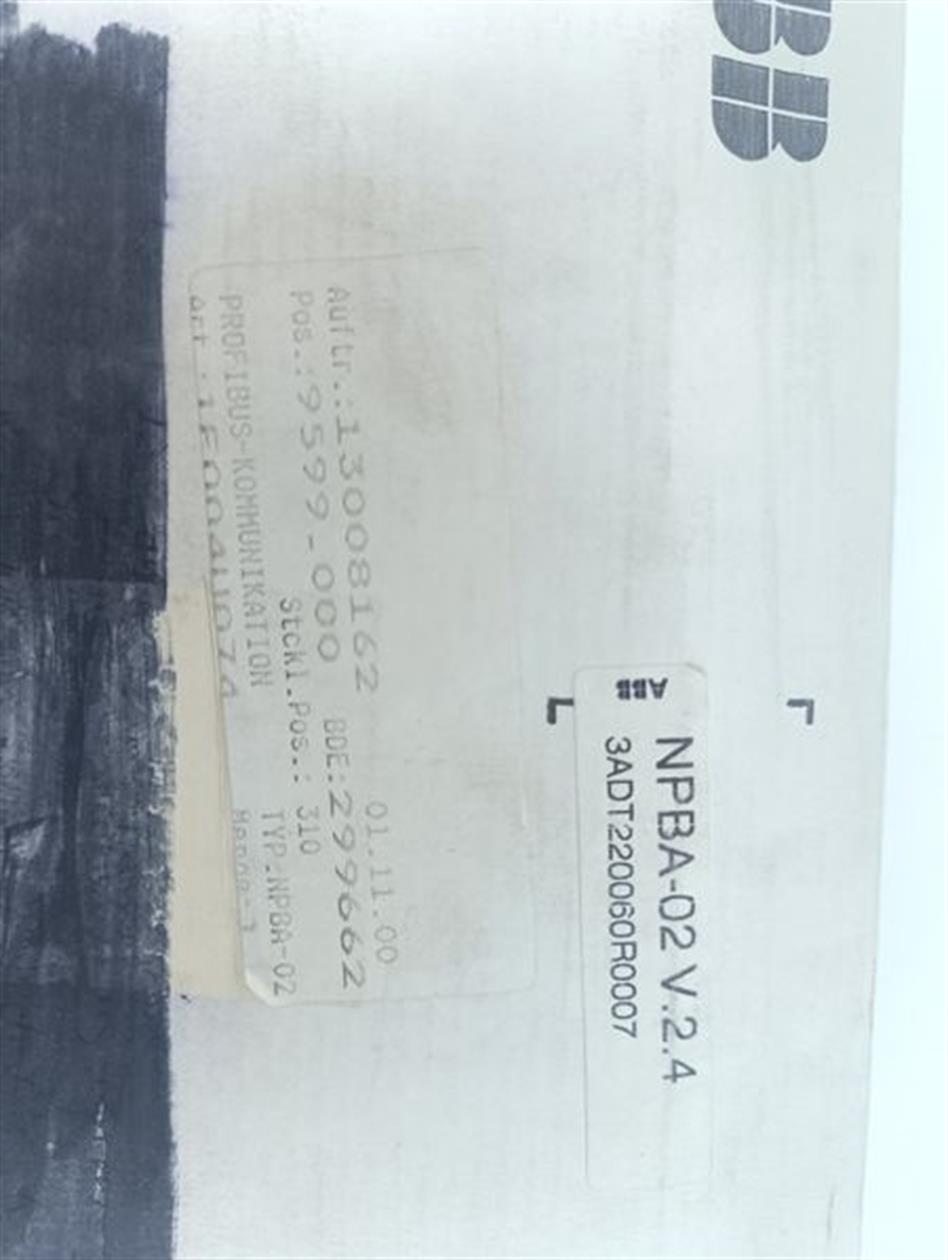 ABB
ABB NPBA-02 V.2.4
3ADT220060R0007
01.11.00
Auftr.:13008162 BDE:299662
Pos.:9599-000
Stckl.Pos.: 310
PROFIBUS-KOMMUNIKATION TYP.NPBA-02